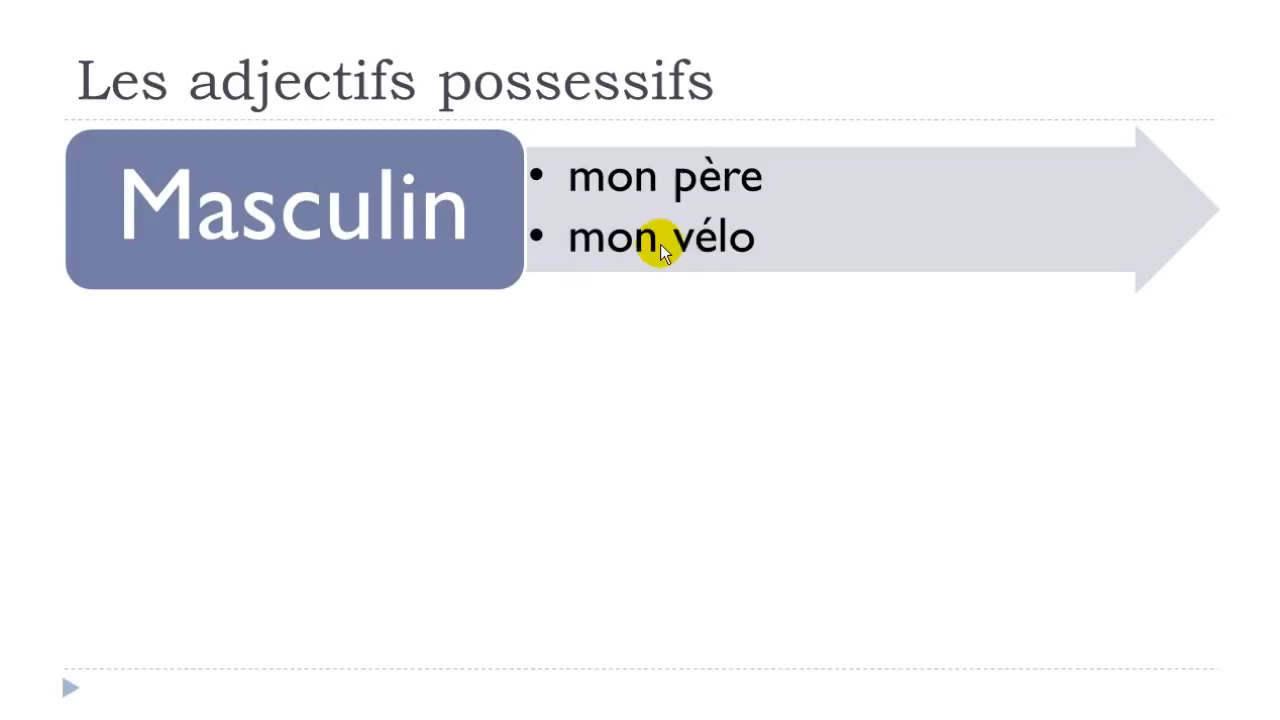 Les adjectifs possessifs
Masculin
• mon père
• mon vélo